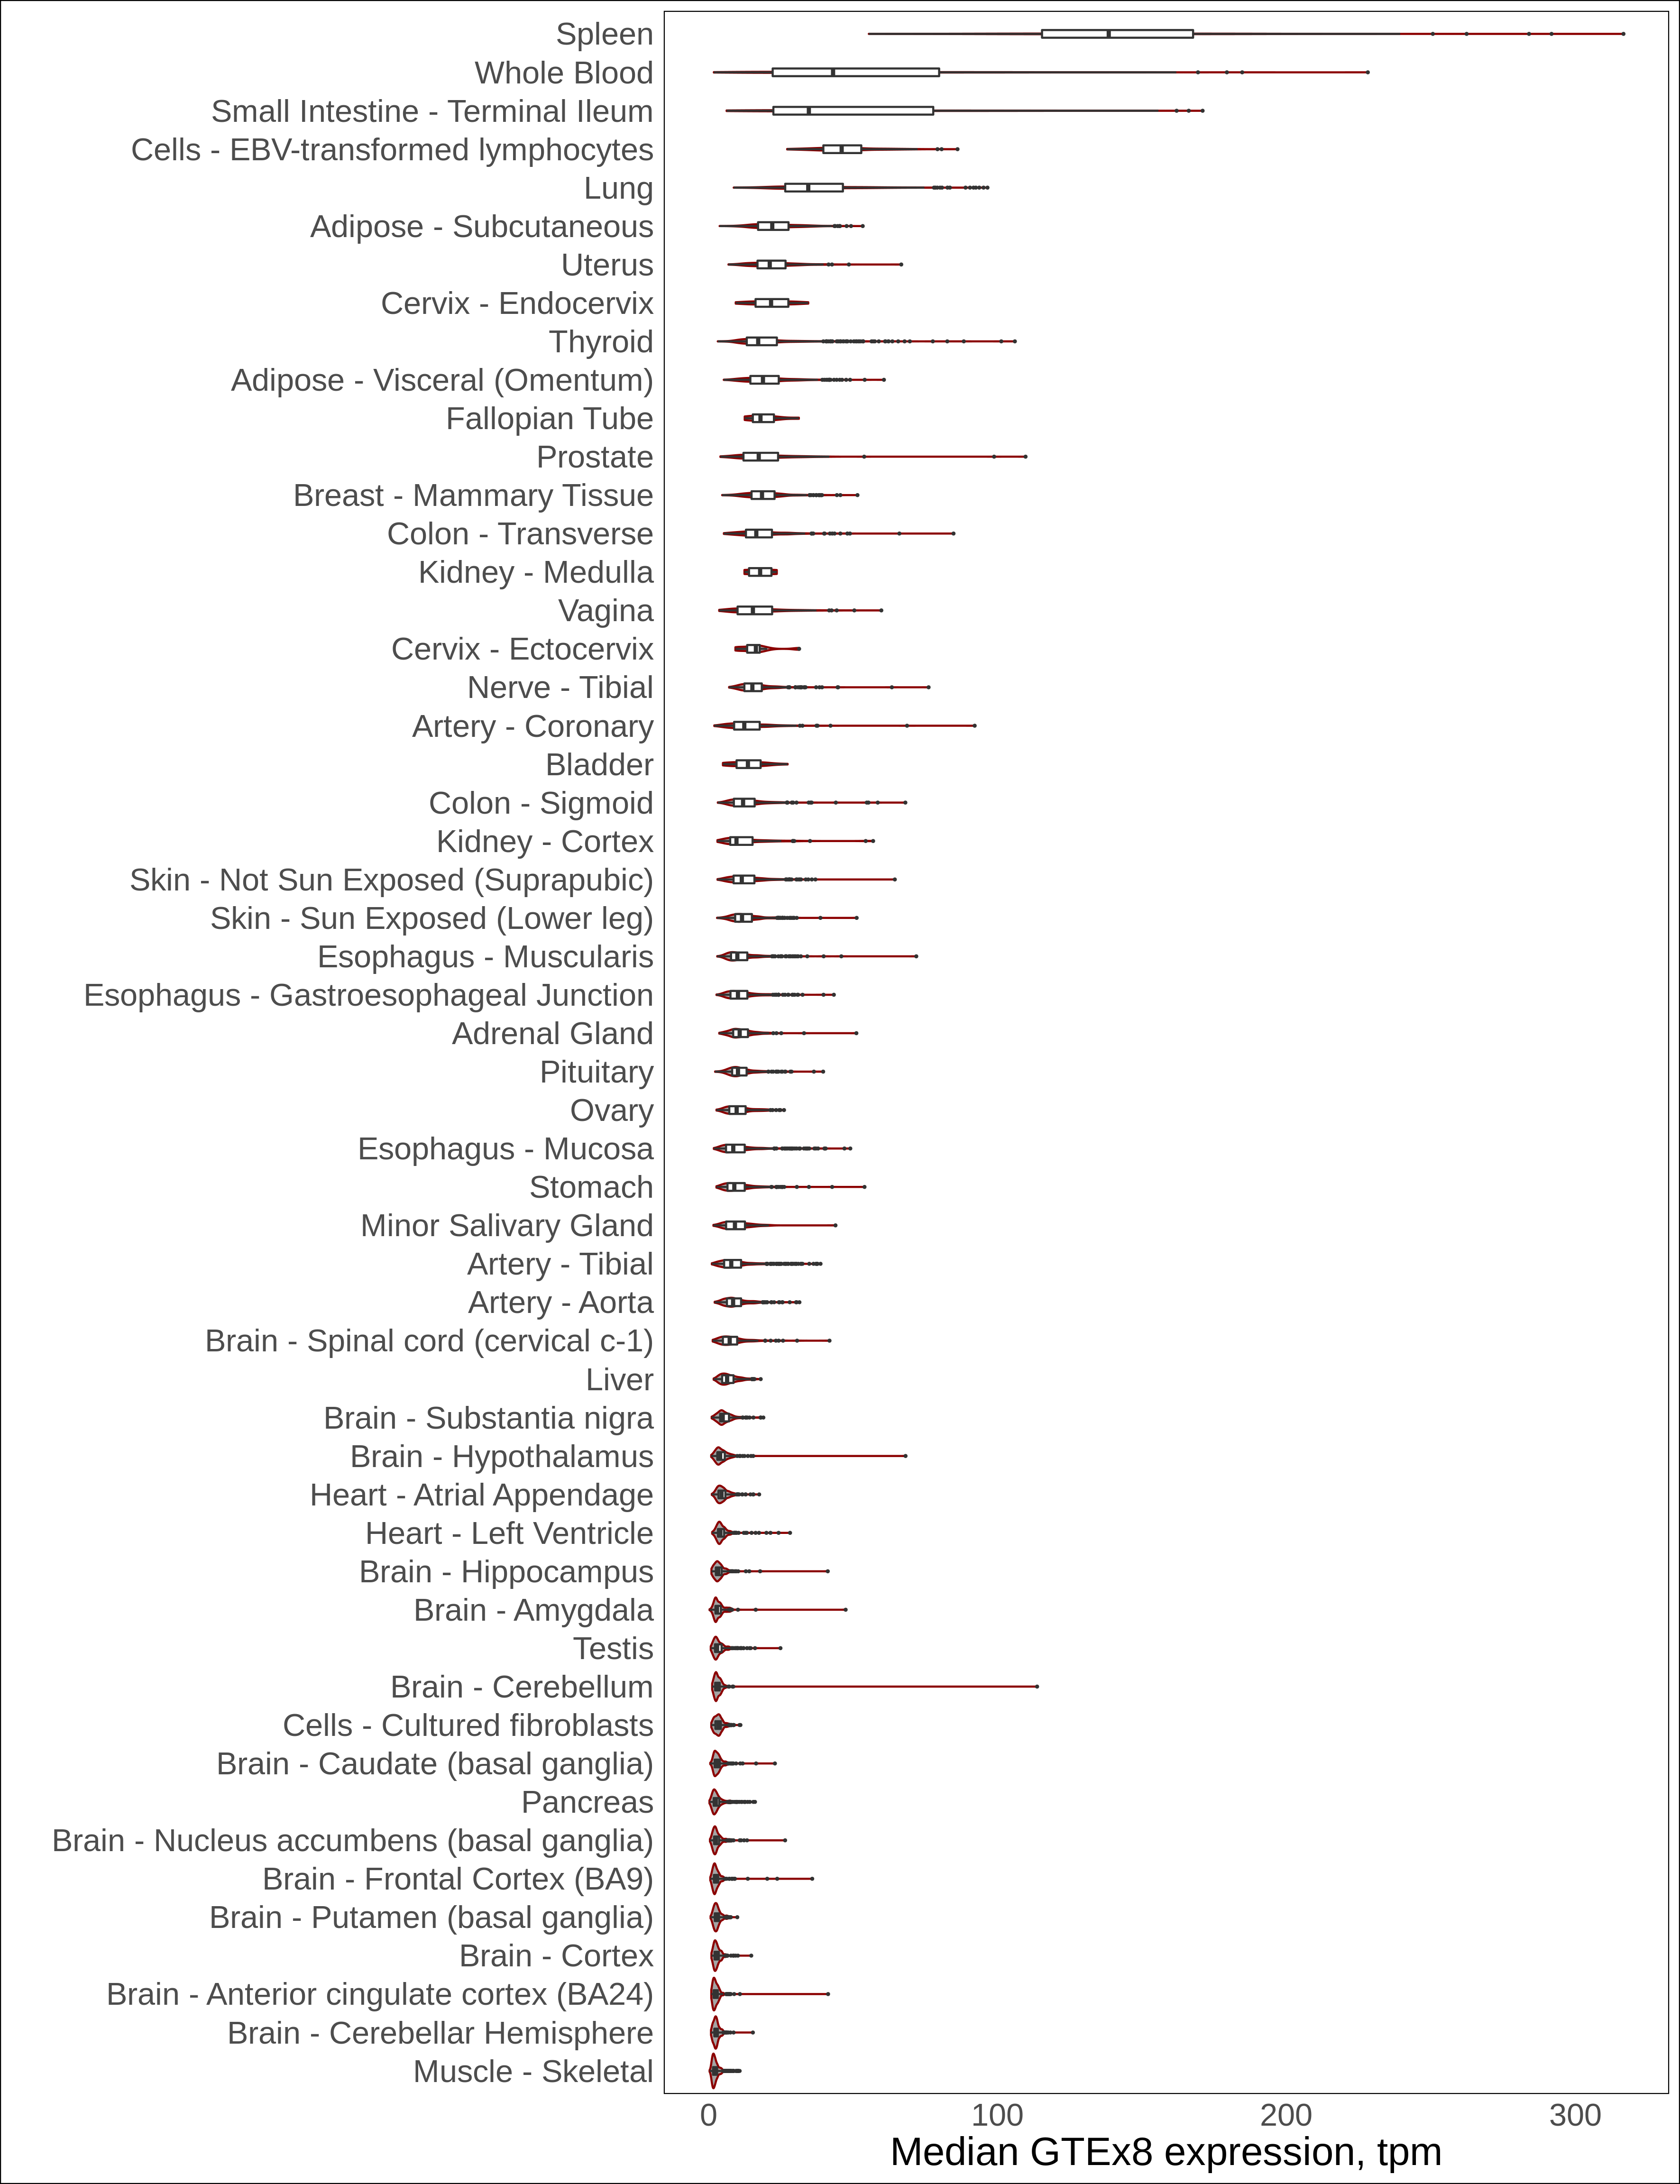 Spleen
Whole Blood
Small Intestine - Terminal Ileum
Cells - EBV-transformed lymphocytes
Lung
Adipose - Subcutaneous
Uterus
Cervix - Endocervix
Thyroid
Adipose - Visceral (Omentum)
Fallopian Tube
Prostate
Breast - Mammary Tissue
Colon - Transverse
Kidney - Medulla
Vagina
Cervix - Ectocervix
Nerve - Tibial
Artery - Coronary
Bladder
Colon - Sigmoid
Kidney - Cortex
Skin - Not Sun Exposed (Suprapubic)
Skin - Sun Exposed (Lower leg)
Esophagus - Muscularis
Esophagus - Gastroesophageal Junction
Adrenal Gland
Pituitary
Ovary
Esophagus - Mucosa
Stomach
Minor Salivary Gland
Artery - Tibial
Artery - Aorta
Brain - Spinal cord (cervical c-1)
Liver
Brain - Substantia nigra
Brain - Hypothalamus
Heart - Atrial Appendage
Heart - Left Ventricle
Brain - Hippocampus
Brain - Amygdala
Testis
Brain - Cerebellum
Cells - Cultured fibroblasts
Brain - Caudate (basal ganglia)
Pancreas
Brain - Nucleus accumbens (basal ganglia)
Brain - Frontal Cortex (BA9)
Brain - Putamen (basal ganglia)
Brain - Cortex
Brain - Anterior cingulate cortex (BA24)
Brain - Cerebellar Hemisphere
Muscle - Skeletal
0 100 200 300
Median GTEx8 expression, tpm